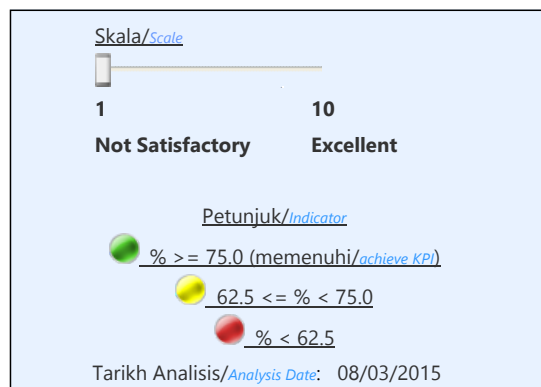 Skala/Scale
1 10
Not Satisfactory Excellent
Petunjuk/Indicator
% >= 75.0 (memenuhi/achieve KPI)
62.5 <= % < 75.0
% < 62.5
Tarikh Analisis/Analysis Date: 08/03/2015